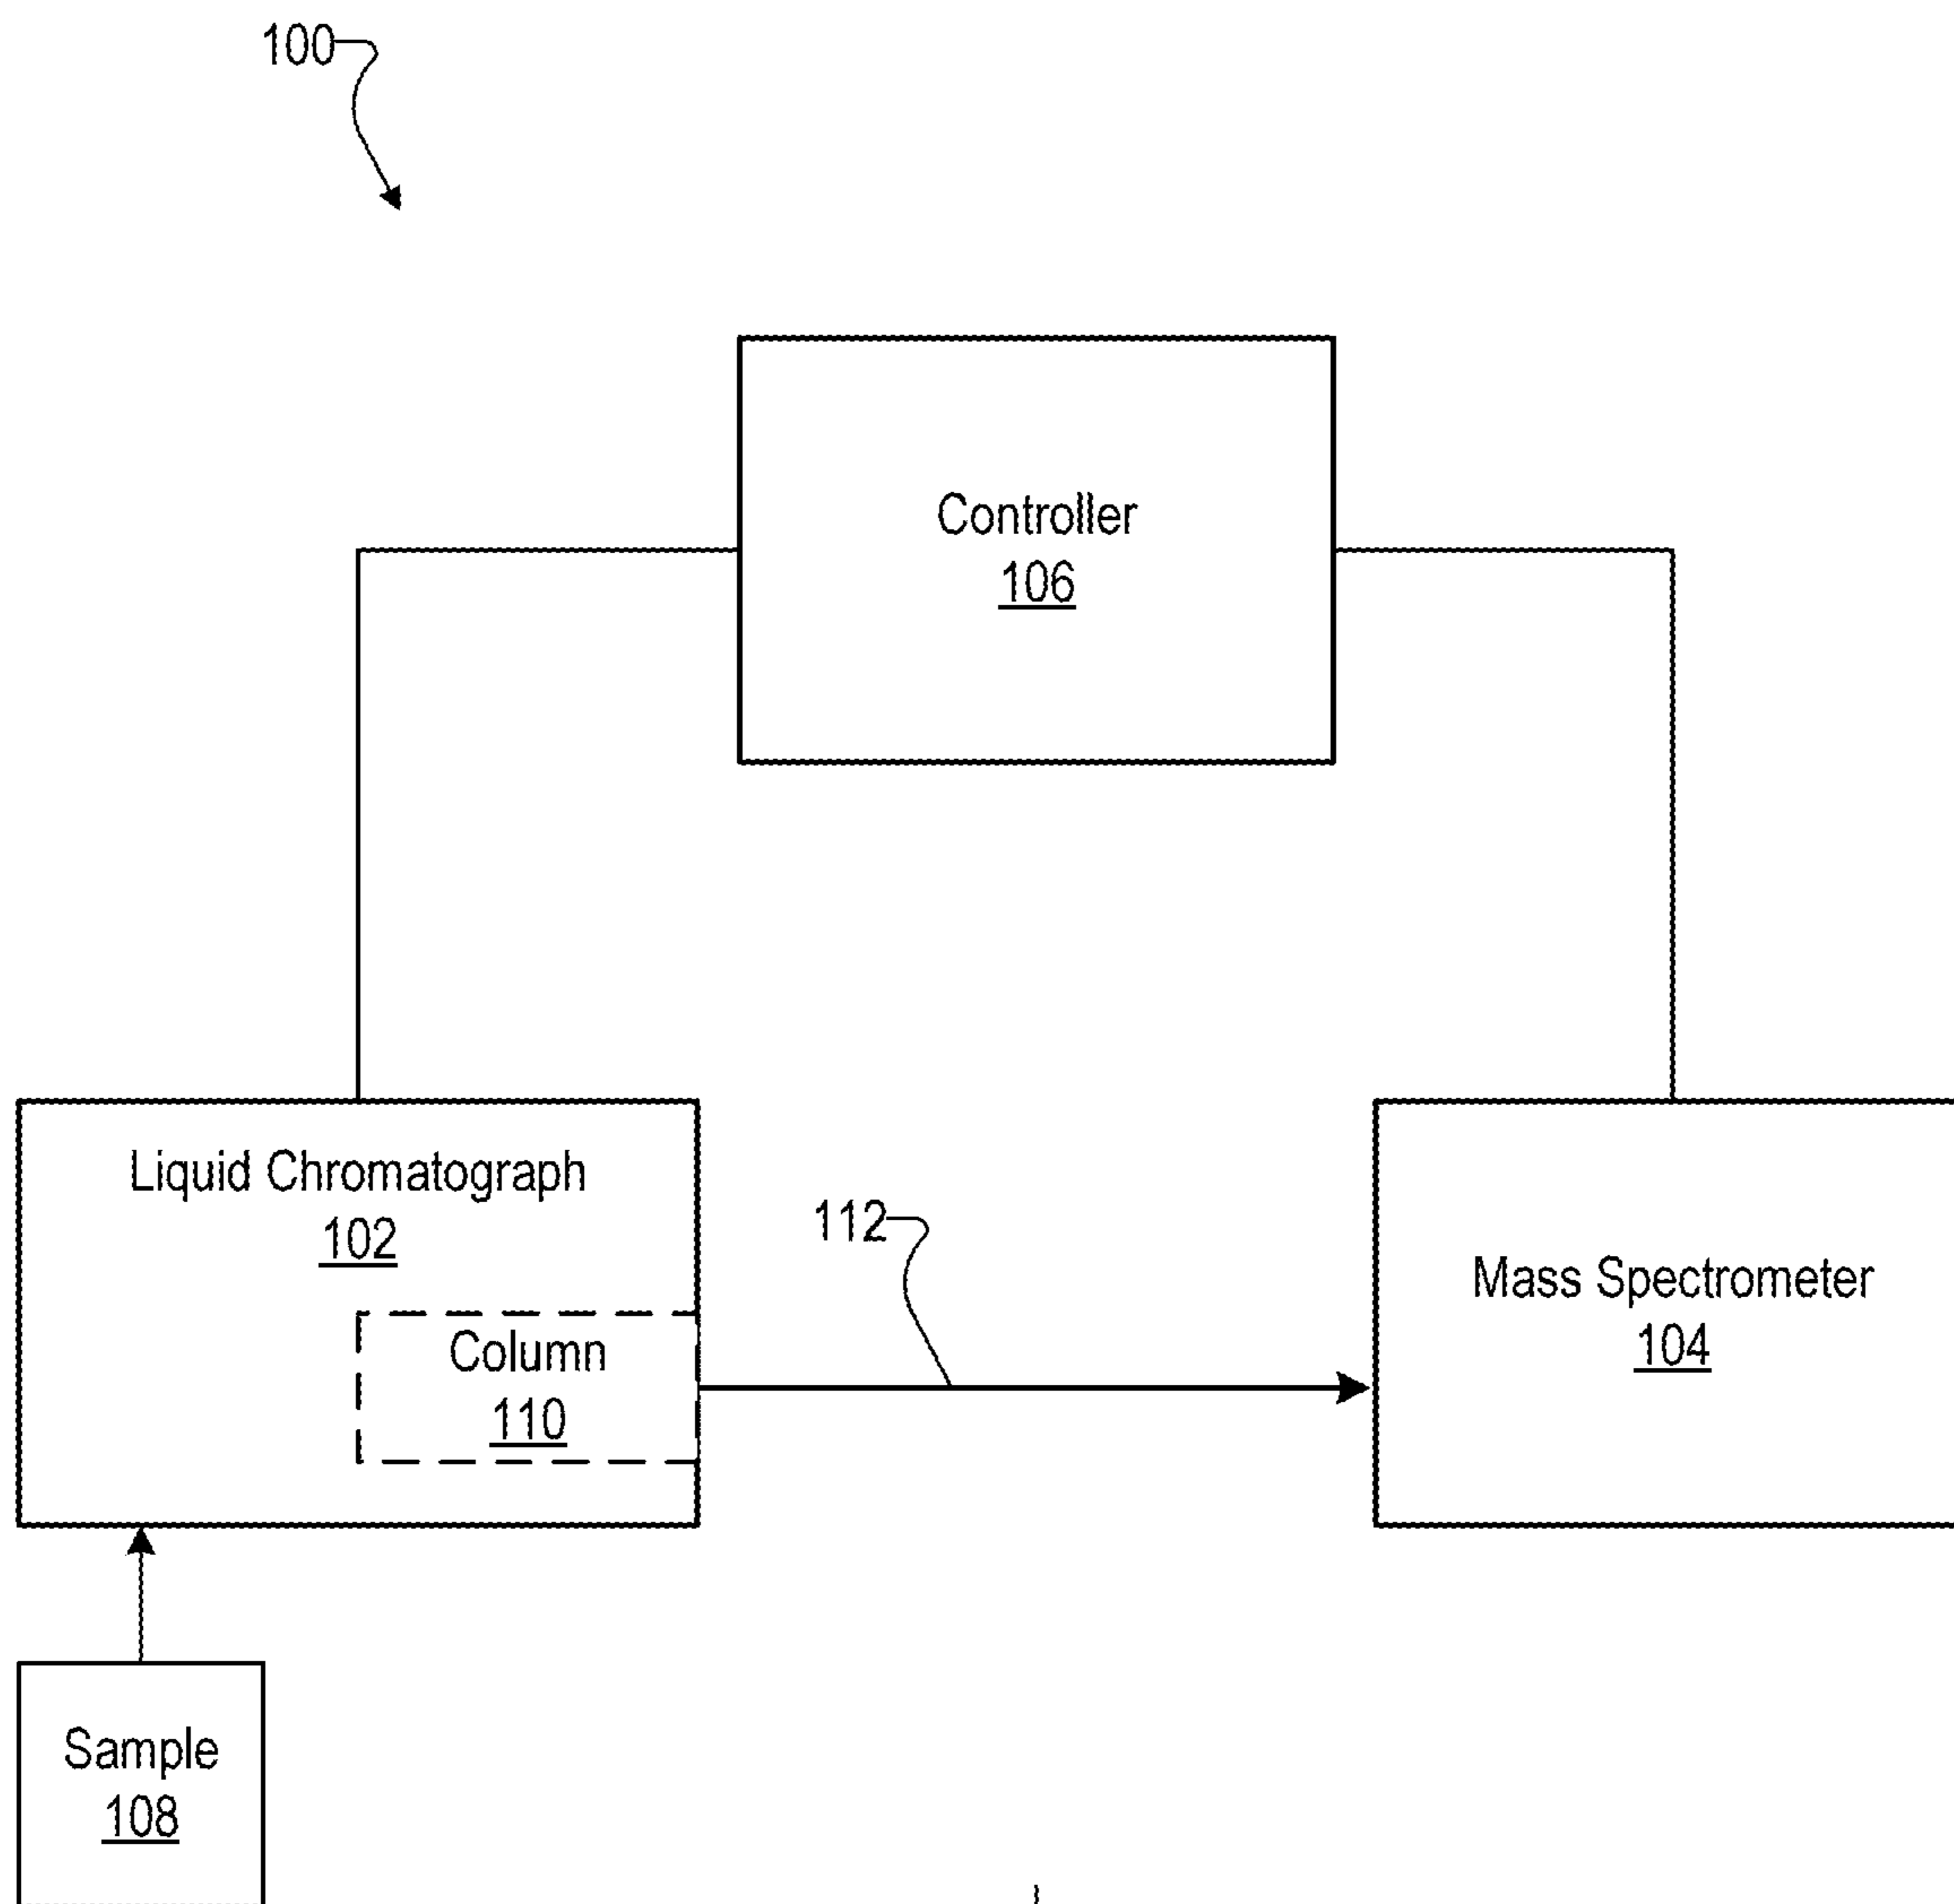 100
Controller
106
Liquid Chromatograph
102
112
Column
110
Mass Spectrometer
104
Sample
108